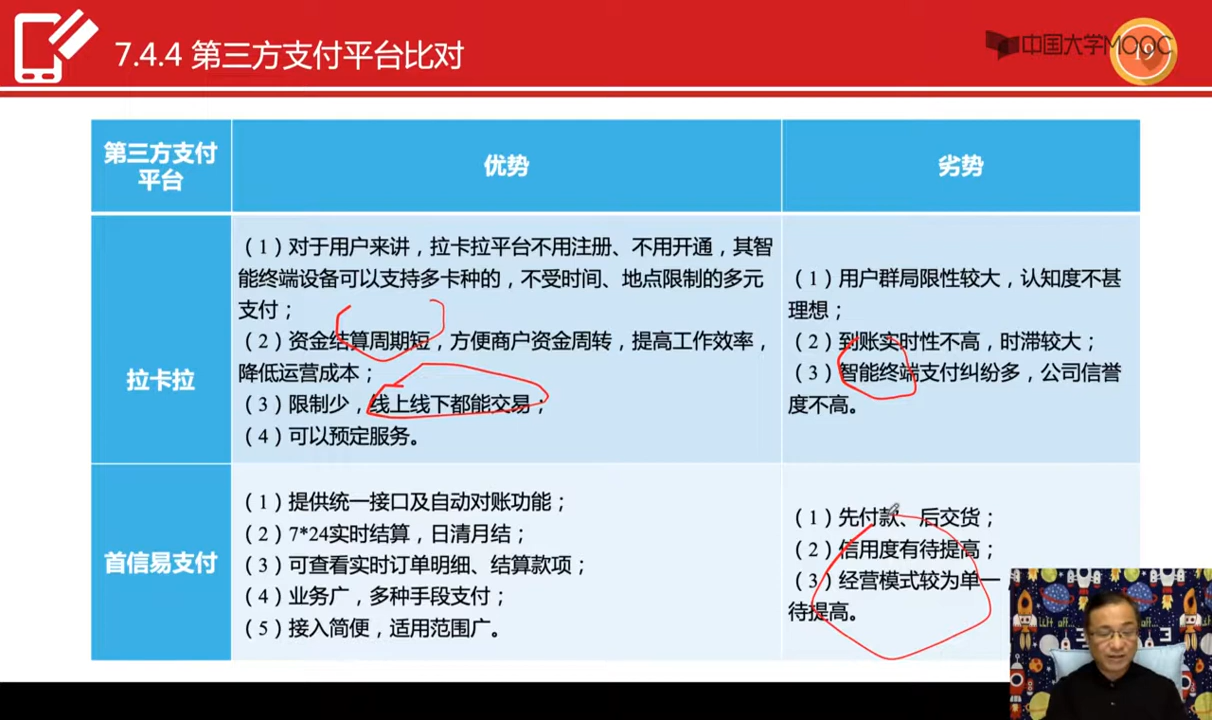 7.4.4 第三方支付平台比对
中国大学MOOC
19
第三方支付
平台
优势
劣势
拉卡拉
（1）对于用户来讲，拉卡拉平台不用注册、不用开通，其智
能终端设备可以支持多卡种的，不受时间、地点限制的多元
支付；
（2）资金结算周期短，方便商户资金周转，提高工作效率，
降低运营成本；
（3）限制少，线上线下都能交易；
（4）可以预定服务。
（1）用户群局限性较大，认知度不甚
理想；
（2）到账实时性不高，时滞较大；
（3）智能终端支付纠纷多，公司信誉
度不高。
首信易支付
（1）提供统一接口及自动对账功能；
（2）7*24实时结算，日清月结；
（3）可查看实时订单明细、结算款项；
（4）业务广，多种手段支付；
（5）接入简便，适用范围广。
（1）先付款、后交货；
（2）信用度有待提高；
（3）经营模式较为单一
待提高。